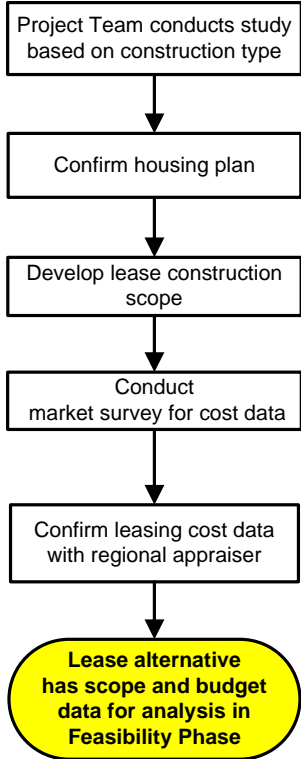 Project Team conducts study
based on construction type
Confirm housing plan
Develop lease construction
scope
Conduct
market survey for cost data
Confirm leasing cost data
with regional appraiser
Lease alternative
has scope and budget
data for analysis in
Feasibility Phase